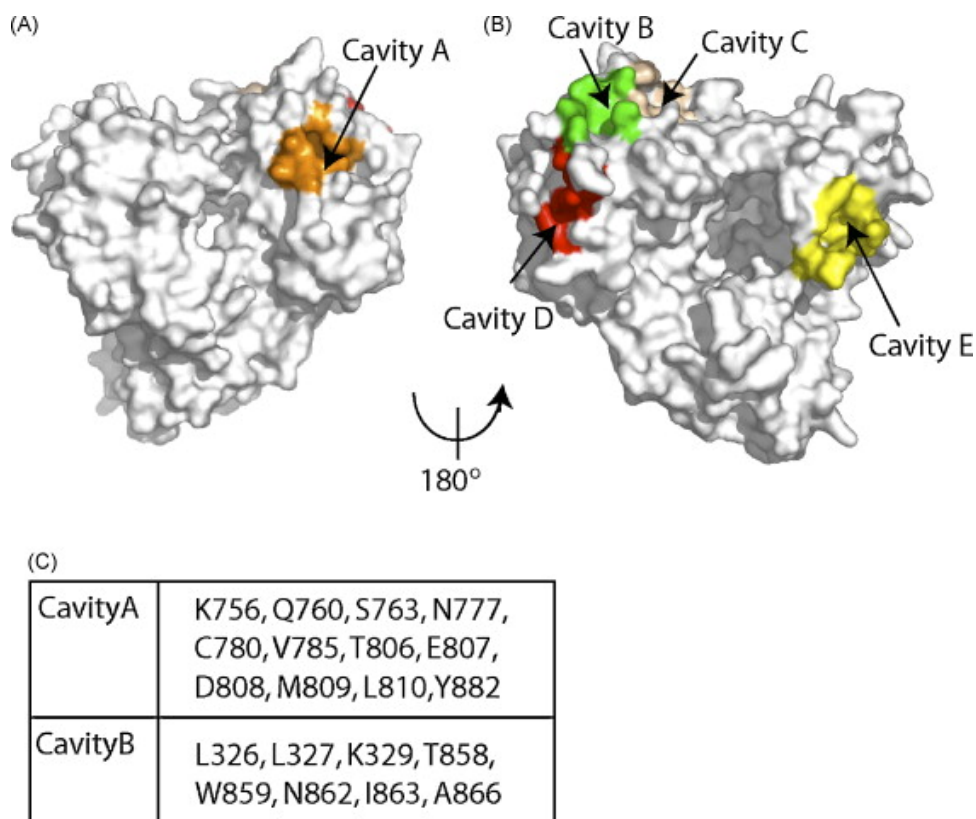 (A)
Cavity A
(B)
Cavity B
Cavity C
Cavity D
Cavity E
180°
(C)
CavityA
K756, Q760, S763, N777,
C780, V785, T806, E807,
D808, M809, L810, Y882
CavityB
L326, L327, K329, T858,
W859, N862, I863, A866